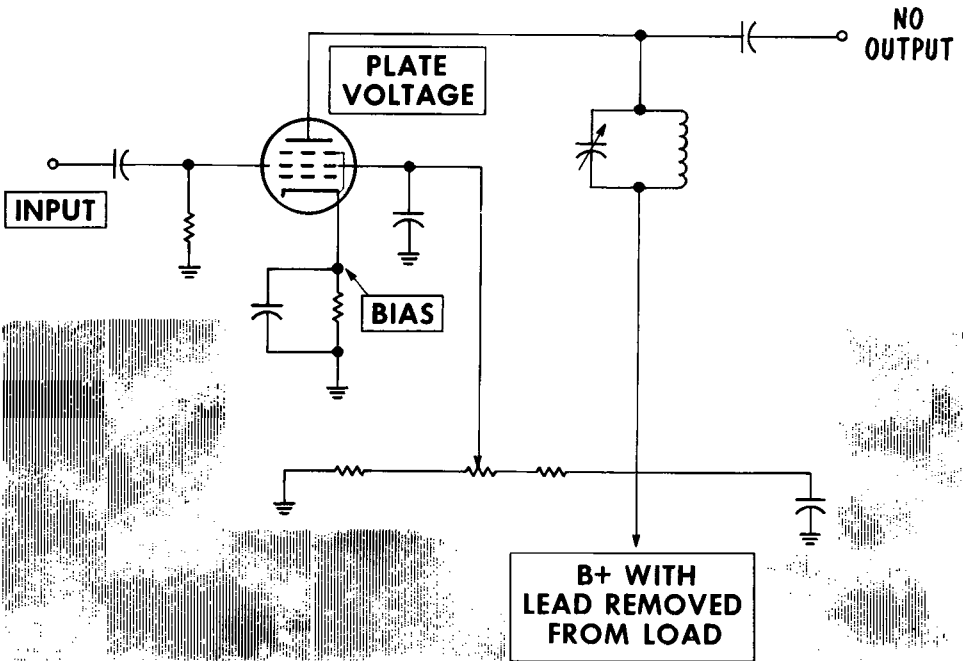 NO
OUTPUT
PLATE
VOLTAGE
INPUT
BIAS
B+ WITH
LEAD REMOVED
FROM LOAD